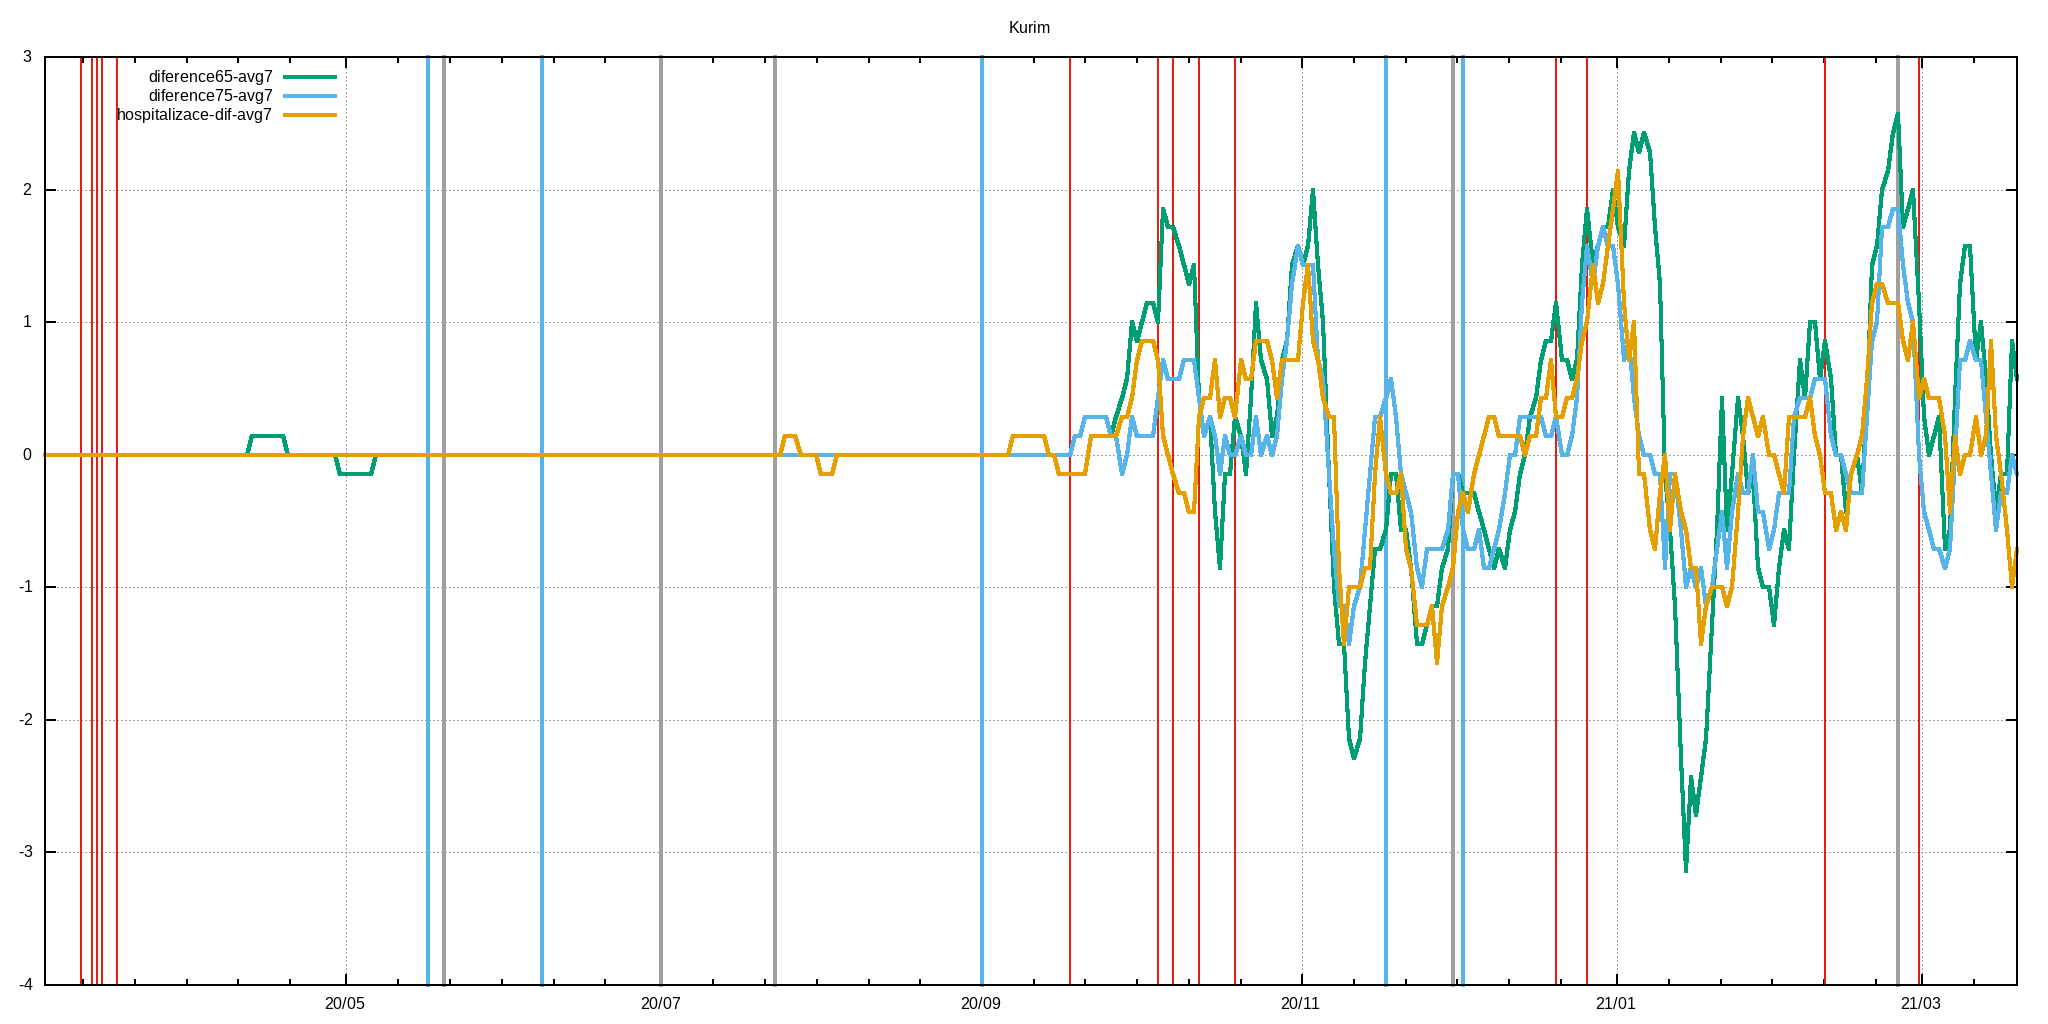 Kurim
diference65-avg7
diference75-avg7
hospitalizace-dif-avg7
3
2
1
0
-1
-2
-3
-4
20/05 20/07 20/09 20/11 21/01 21/03